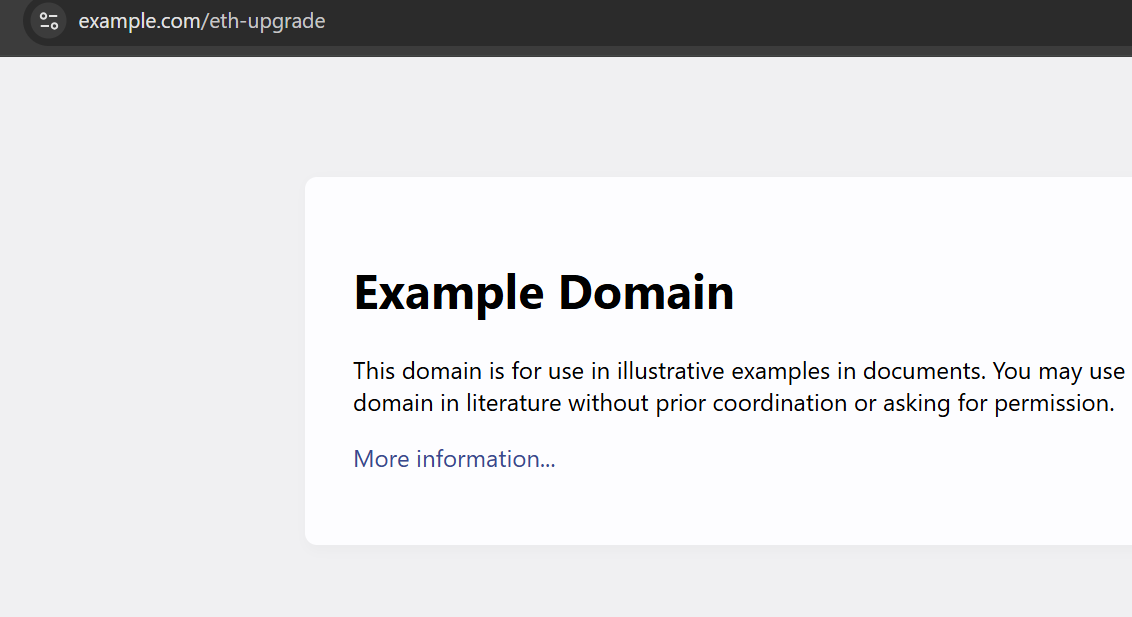 example.com/eth-upgrade
Example Domain
This domain is for use in illustrative examples in documents. You may use
domain in literature without prior coordination or asking for permission.
More information...